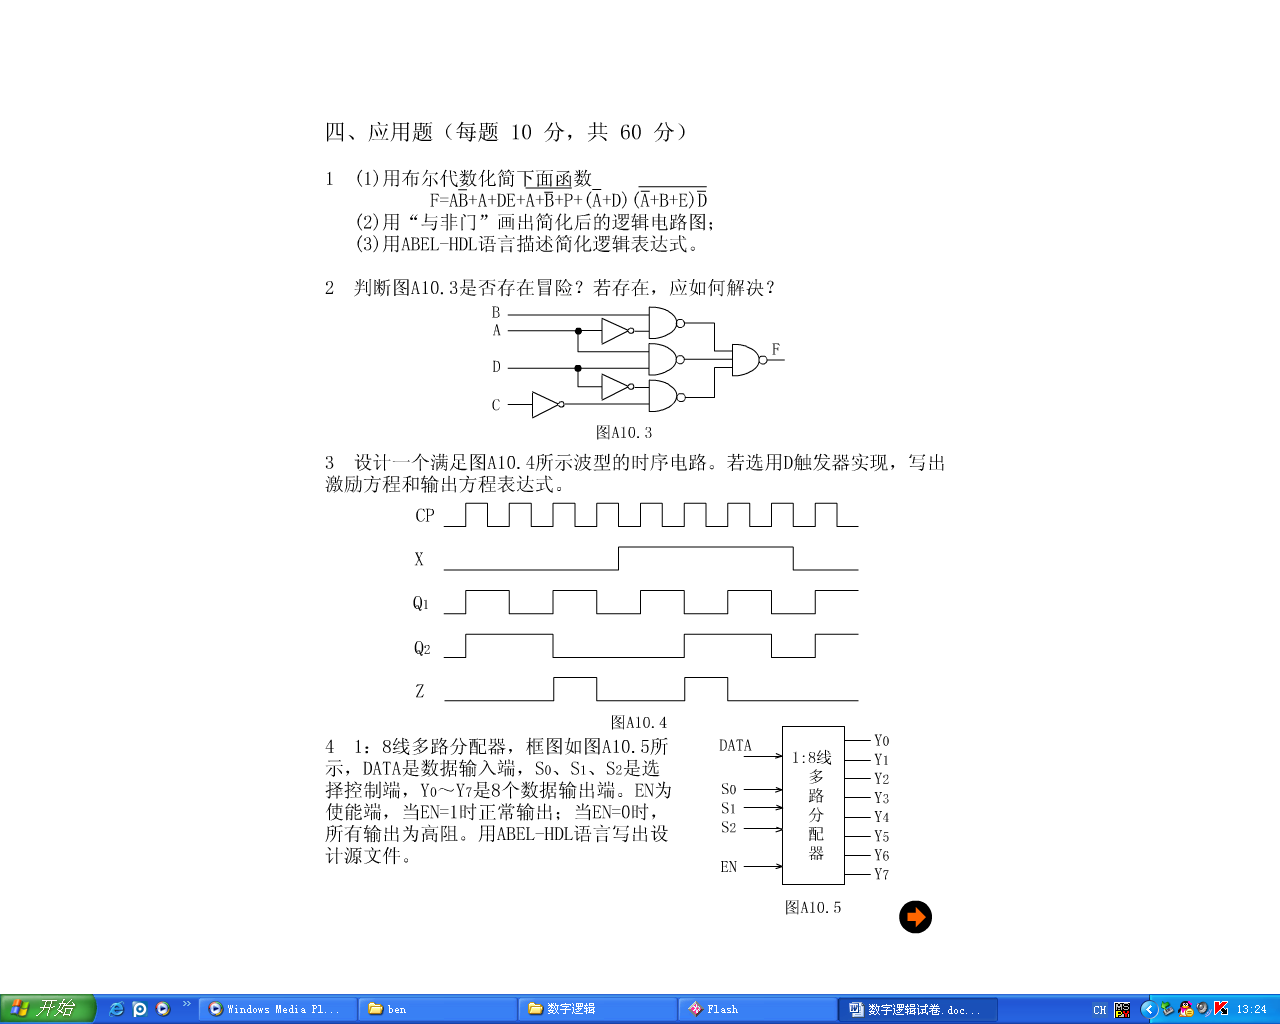 四、应用题（每题 10 分，共 60 分）
1 (1)用布尔代数化简下面函数
F=AB̅+A+DE+A̅+̅B̅̅+P+(A̅+D)(̅A̅̅+̅B̅+̅E̅)̅D̅̅
(2)用“与非门”画出简化后的逻辑电路图；
(3)用ABEL-HDL语言描述简化逻辑表达式。
2 判断图A10.3是否存在冒险？若存在，应如何解决？
B
A
D
C
F
图A10.3
3 设计一个满足图A10.4所示波型的时序电路。若选用D触发器实现，写出
激励方程和输出方程表达式。
CP
X
Q1
Q2
Z
图A10.4
4 1：8线多路分配器，框图如图A10.5所
示，DATA是数据输入端，S0、S1、S2是选
择控制端，Y0～Y7是8个数据输出端。EN为
使能端，当EN=1时正常输出；当EN=0时，
所有输出为高阻。用ABEL-HDL语言写出设
计源文件。
DATA
S0
S1
S2
EN
1:8线
多
路
分
配
器
Y0
Y1
Y2
Y3
Y4
Y5
Y6
Y7
图A10.5
开始
Windows Media Pl...
ben
数字逻辑
Flash
数字逻辑试卷.doc...
CH
13:24